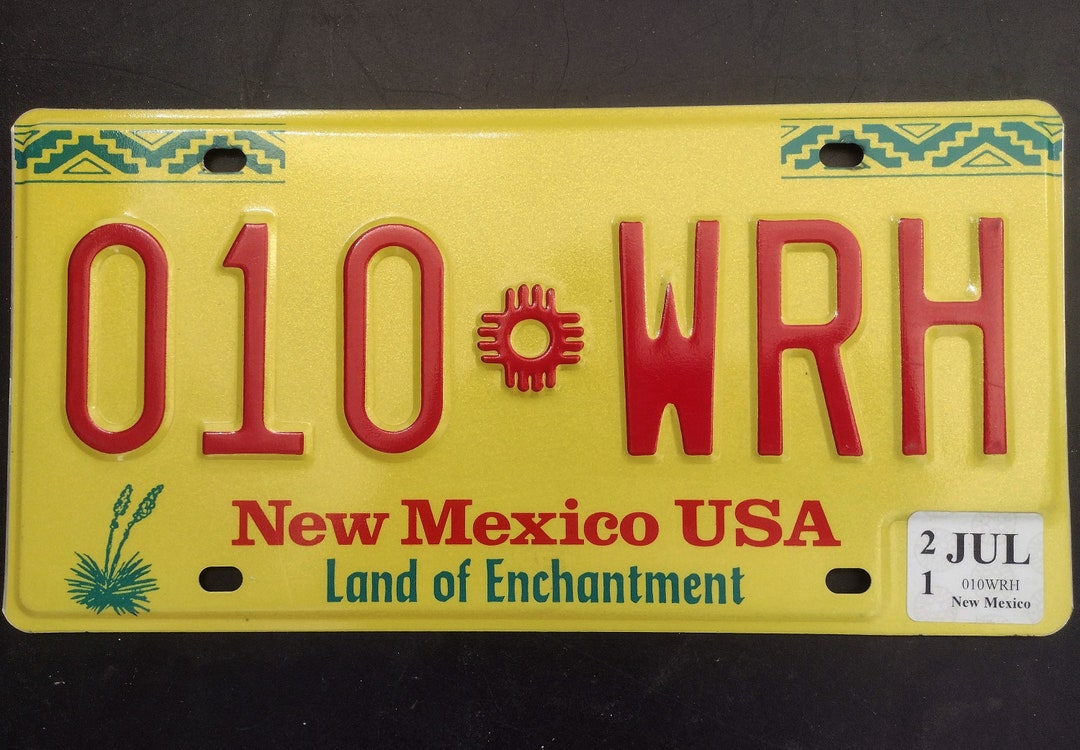 010 WRH
New Mexico USA
Land of Enchantment
2 JUL
1 010WRH
New Mexico